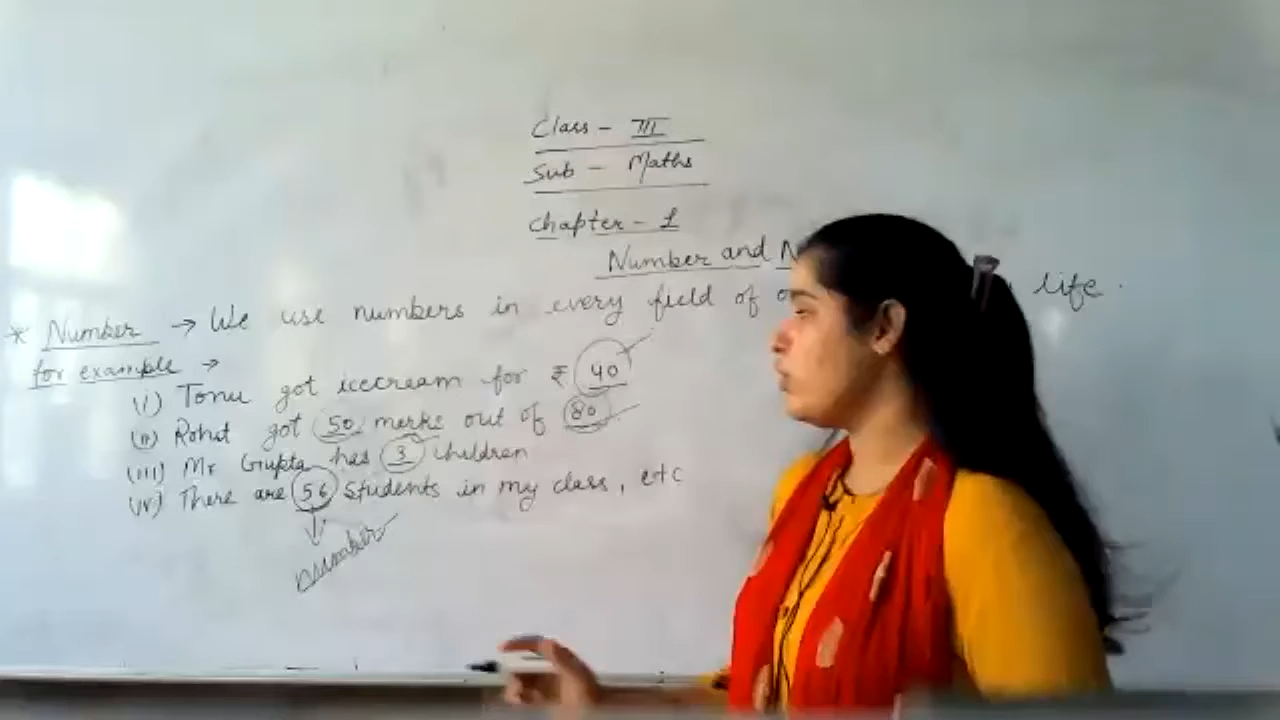 Class - III
Sub - Maths
Chapter - 1
Number and
* Number → We use numbers in every field of life.
for example →
(i) Tonu got icecream for ₹ 40
(ii) Rohit got 50 marks out of 80
(iii) Mr Gupta has 3 children
(iv) There are 56 students in my class, etc
Number